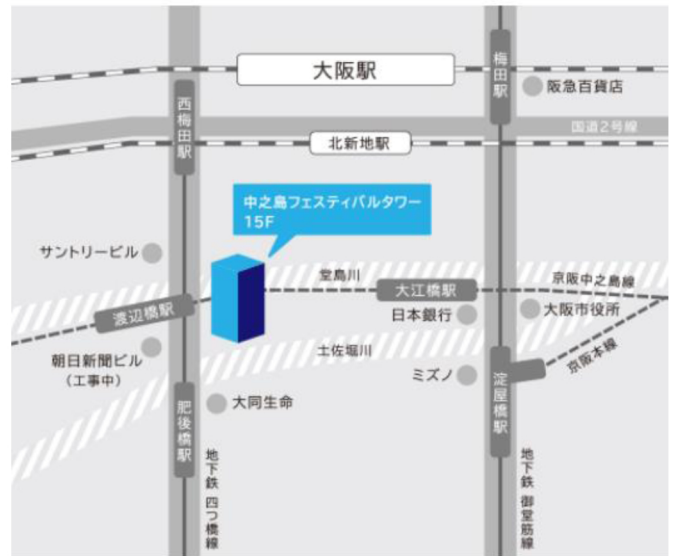 大阪駅
梅田駅
阪急百貨店
西梅田駅
国道2号線
北新地駅
中之島フェスティバルタワー
15F
サントリービル
堂島川
大江橋駅
京阪中之島線
渡辺橋駅
日本銀行
大阪市役所
朝日新聞ビル
(工事中)
土佐堀川
京阪本線
ミズノ
淀屋橋駅
肥後橋駅
大同生命
地下鉄 四つ橋線
地下鉄 御堂筋線